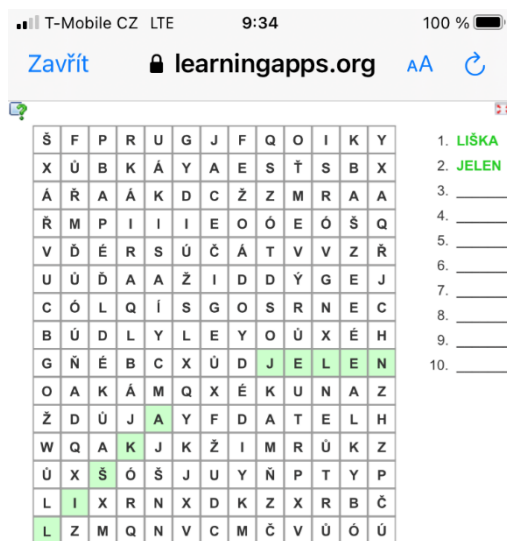 T-Mobile CZ LTE 9:34 100 %
Zavřít learningapps.org AA
Š F P R U G J F Q O I K Y
X Ů B K Á Y A E S Ť S B X
Á Ř A Á K D C Ž Z M R A A
Ř M P I I I E O Ó E Ó Š Q
V Ď É R S Ú Č Á T V V Z Ř
U Ů Ď A A Ž I D D Ý G E J
C Ó L Q Í S G O S R N E C
B Ú D L Y L E Y O Ů X É H
G Ň É B C X Ů D J E L E N
O A K Á M Q X É K U N A Z
Ž D Ů J A Y F D A T E L H
W Q A K J K Ž I M R Ů K Z
Ů X Š Ó Š J U Y Ň P T Y P
L I X R N X D K Z X R B Č
L Z M Q N V C M Č V Ů Ó Ú
1. LIŠKA
2. JELEN
3.
4.
5.
6.
7.
8.
9.
10.